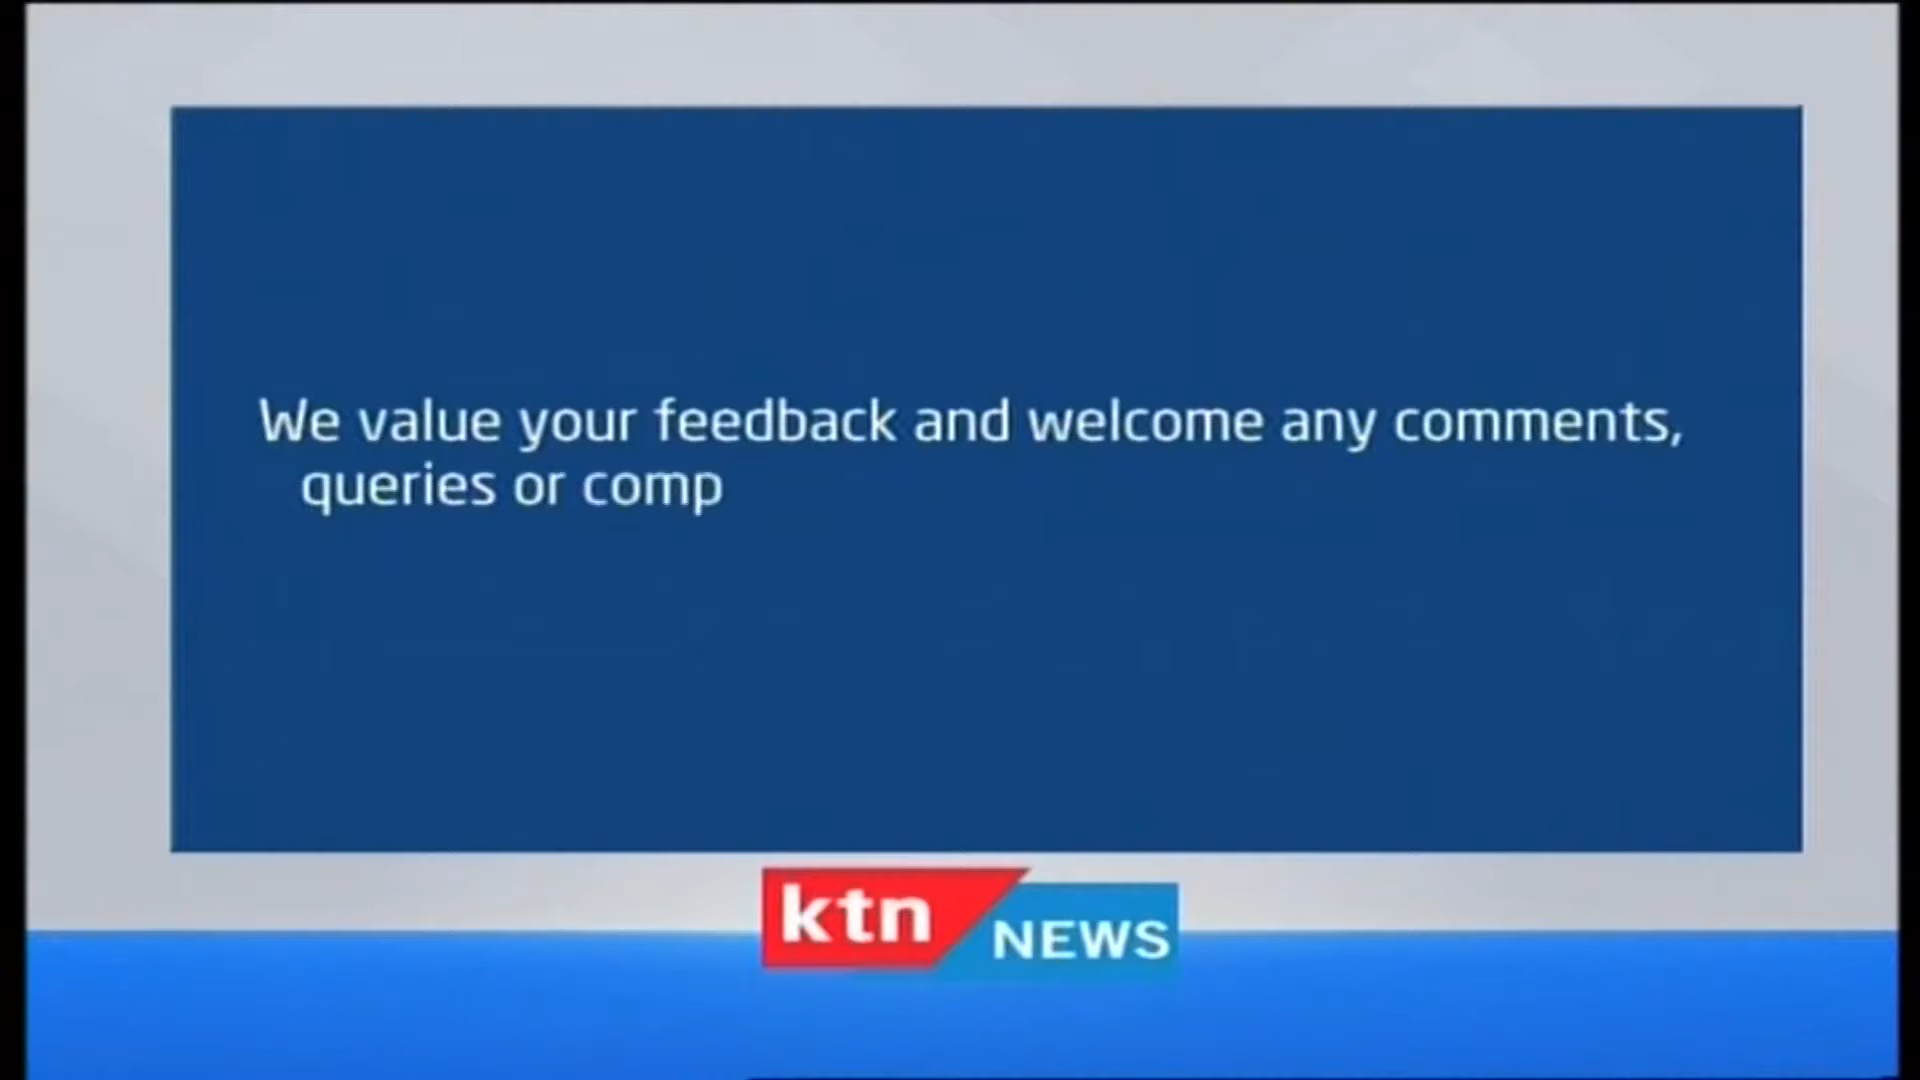 We value your feedback and welcome any comments,
queries or comp
ktn NEWS